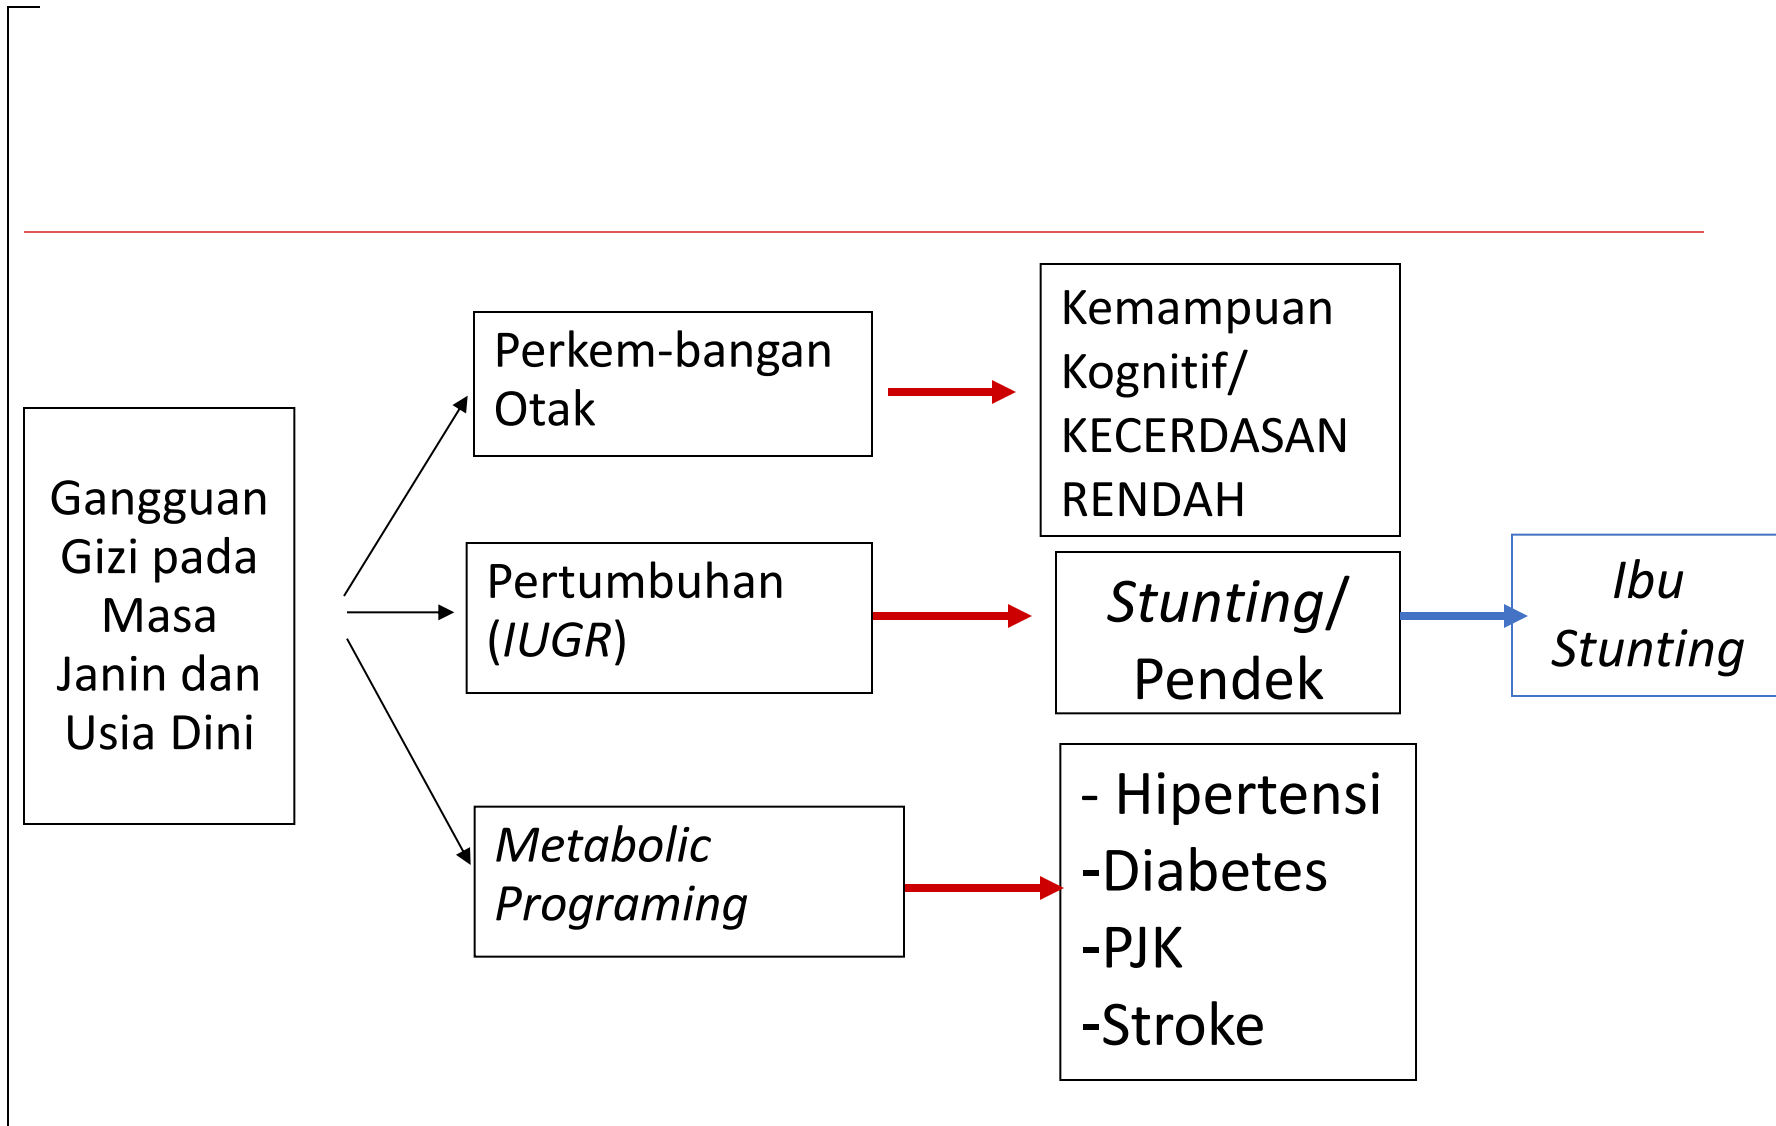 Gangguan
Gizi pada
Masa
Janin dan
Usia Dini
Perkem-bangan
Otak
Pertumbuhan
(IUGR)
Metabolic
Programing
Kemampuan
Kognitif/
KECERDASAN
RENDAH
Stunting/
Pendek
- Hipertensi
-Diabetes
-PJK
-Stroke
Ibu
Stunting